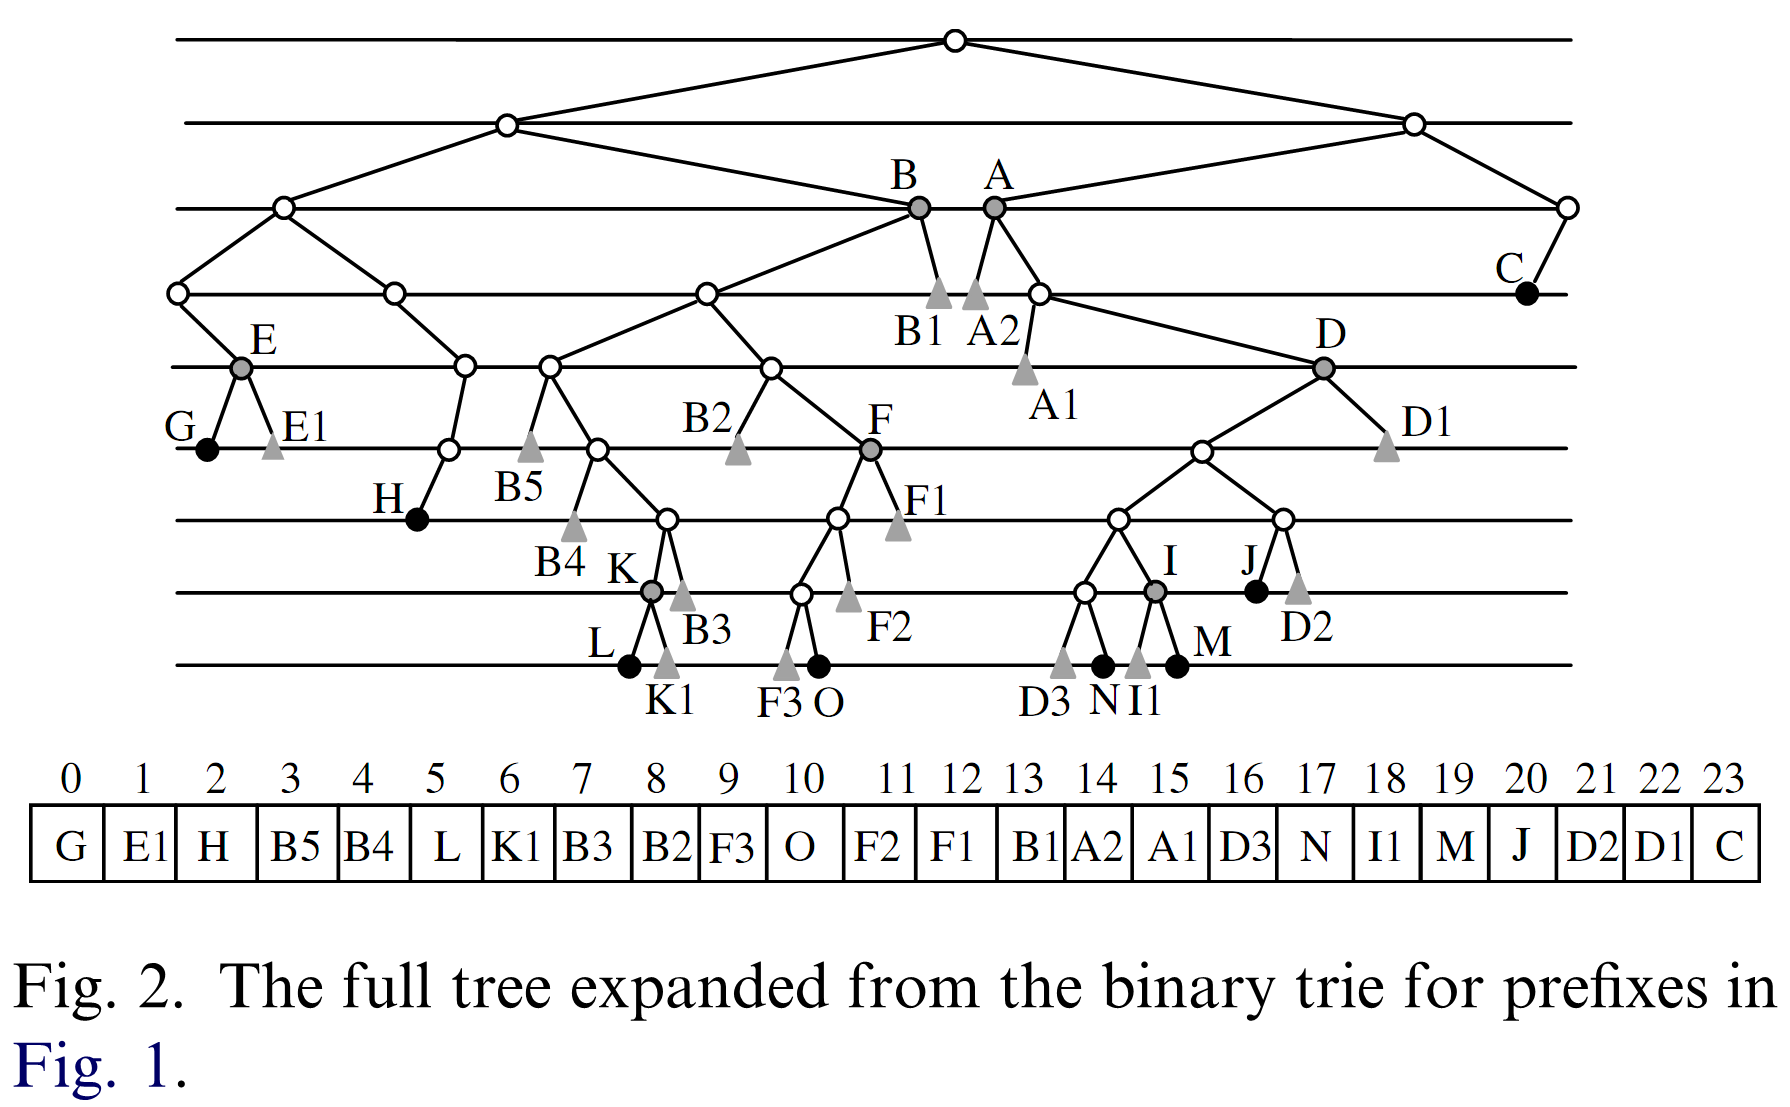 B A
C
E D
B1 A2
G E1 B2 F A1 D1
H B5 F1
B4 K I J
L B3 F2 M D2
K1 F3 O D3 N I1
0 1 2 3 4 5 6 7 8 9 10 11 12 13 14 15 16 17 18 19 20 21 22 23
G E1 H B5 B4 L K1 B3 B2 F3 O F2 F1 B1 A2 A1 D3 N I1 M J D2 D1 C
Fig. 2. The full tree expanded from the binary trie for prefixes in
Fig. 1.